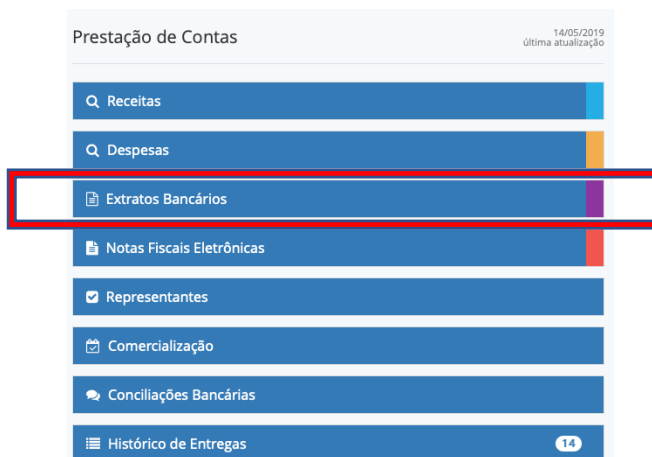 Prestação de Contas
14/05/2019
última atualização
Receitas
Despesas
Extratos Bancários
Notas Fiscais Eletrônicas
Representantes
Comercialização
Conciliações Bancárias
Histórico de Entregas 14